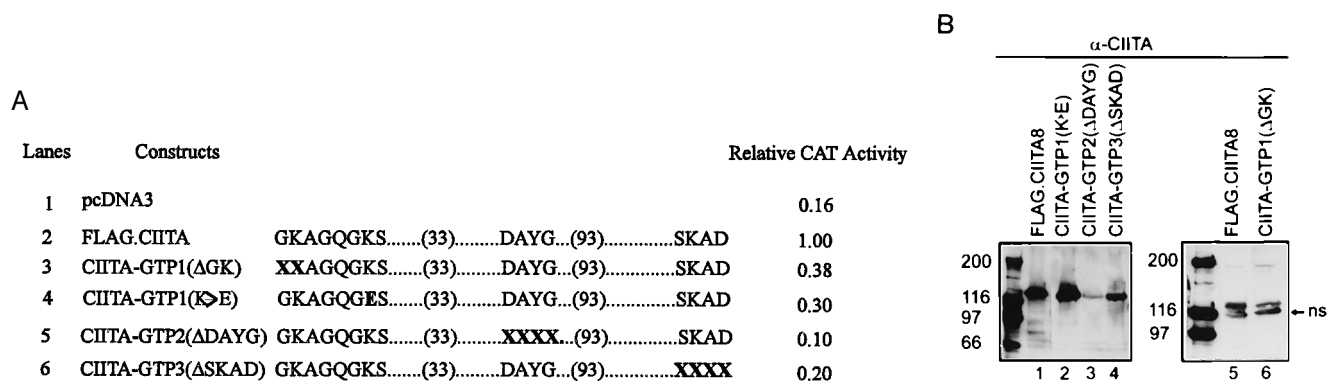 A
Lanes Constructs Relative CAT Activity
1 pcDNA3 0.16
2 FLAG.CIITA GKAGQGKS.......(33).........DAYG...(93).............SKAD 1.00
3 CIITA-GTP1(ΔGK) XXAGQGKS.......(33).........DAYG...(93).............SKAD 0.38
4 CIITA-GTP1(K>E) GKAGQGES.......(33).........DAYG...(93).............SKAD 0.30
5 CIITA-GTP2(ΔDAYG) GKAGQGKS.......(33).........XXXX...(93).............SKAD 0.10
6 CIITA-GTP3(ΔSKAD) GKAGQGKS.......(33).........DAYG...(93).............XXXX 0.20
B
α-CIITA
FLAG.CIITA8
CIITA-GTP1(K>E)
CIITA-GTP2(ΔDAYG)
CIITA-GTP3(ΔSKAD)
200
116
97
66
1 2 3 4
FLAG.CIITA8
CIITA-GTP1(ΔGK)
200
116
97
←ns
5 6